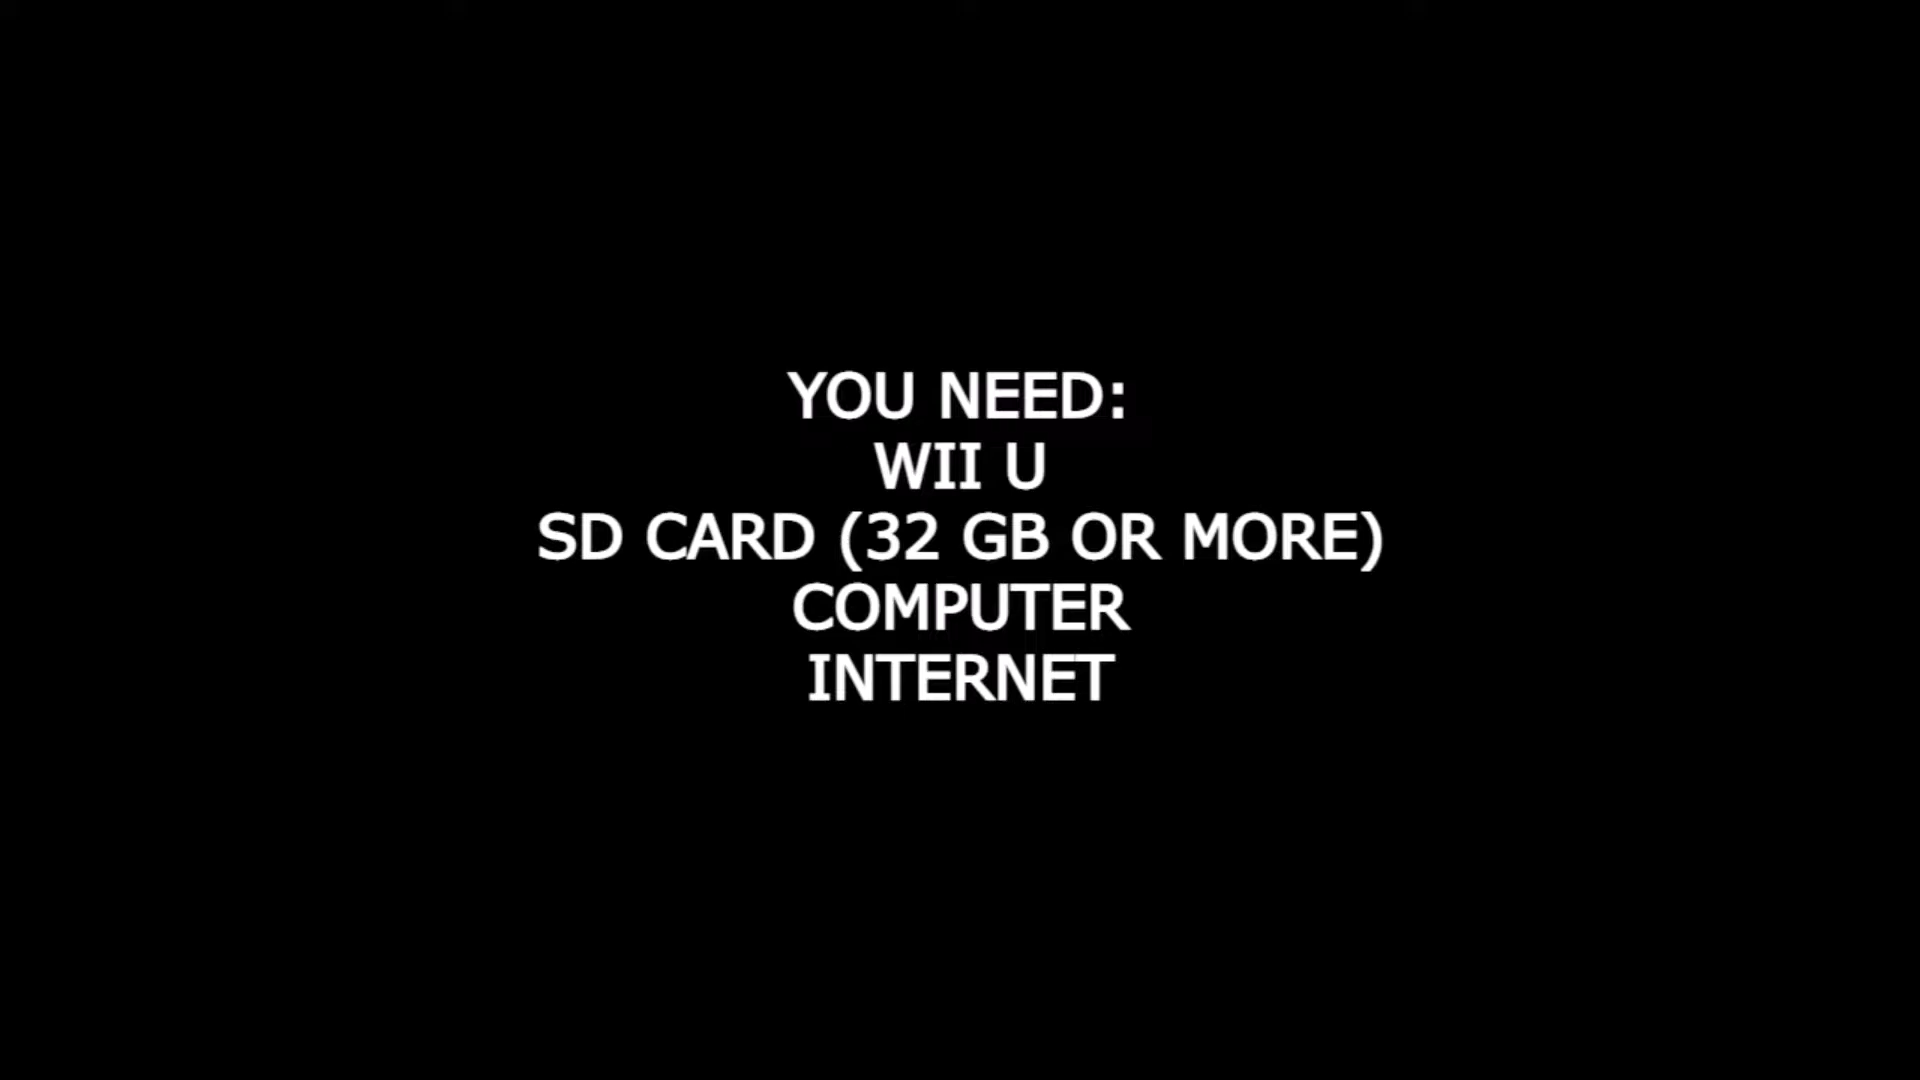 YOU NEED:
WII U
SD CARD (32 GB OR MORE)
COMPUTER
INTERNET